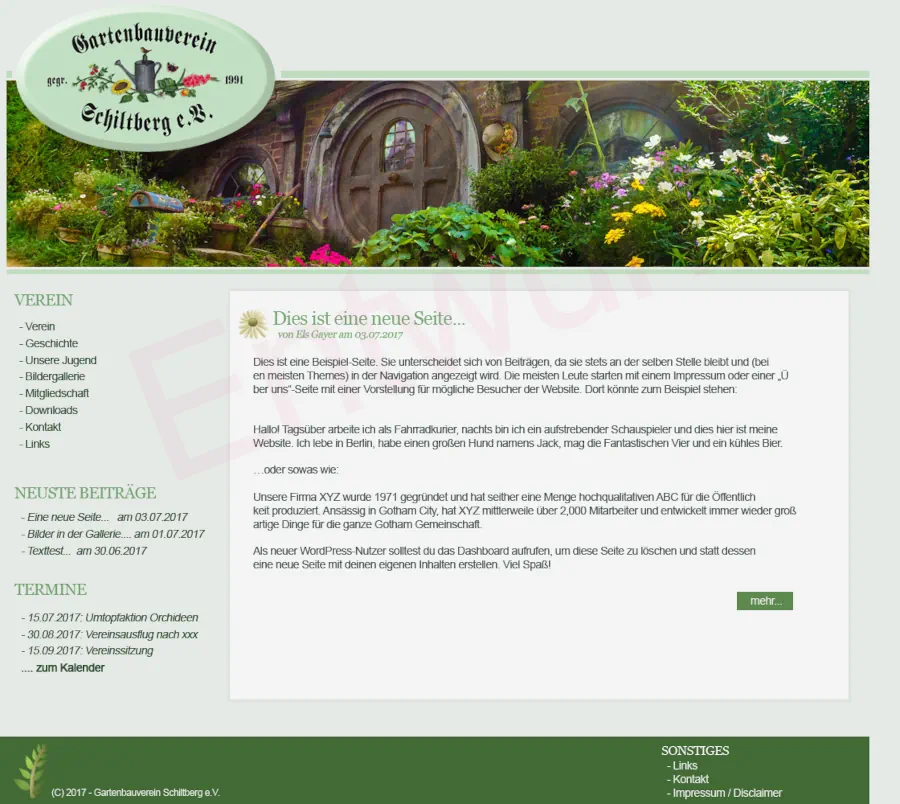 Gartenbauverein
gegr. 1991
Schiltberg e.V.
VEREIN
- Verein
- Geschichte
- Unsere Jugend
- Bildergallerie
- Mitgliedschaft
- Downloads
- Kontakt
- Links
NEUSTE BEITRÄGE
- Eine neue Seite... am 03.07.2017
- Bilder in der Gallerie.... am 01.07.2017
- Texttest... am 30.06.2017
TERMINE
- 15.07.2017: Umtopfaktion Orchideen
- 30.08.2017: Vereinsausflug nach xxx
- 15.09.2017: Vereinssitzung
.... zum Kalender
Entwurf
Dies ist eine neue Seite...
von Els Gayer am 03.07.2017
Dies ist eine Beispiel-Seite. Sie unterscheidet sich von Beiträgen, da sie stets an der selben Stelle bleibt und (bei
en meisten Themes) in der Navigation angezeigt wird. Die meisten Leute starten mit einem Impressum oder einer „Ü
ber uns“-Seite mit einer Vorstellung für mögliche Besucher der Website. Dort könnte zum Beispiel stehen:
Hallo! Tagsüber arbeite ich als Fahrradkurier, nachts bin ich ein aufstrebender Schauspieler und dies hier ist meine
Website. Ich lebe in Berlin, habe einen großen Hund namens Jack, mag die Fantastischen Vier und ein kühles Bier.
…oder sowas wie:
Unsere Firma XYZ wurde 1971 gegründet und hat seither eine Menge hochqualitativen ABC für die Öffentlich
keit produziert. Ansässig in Gotham City, hat XYZ mittlerweile über 2,000 Mitarbeiter und entwickelt immer wieder groß
artige Dinge für die ganze Gotham Gemeinschaft.
Als neuer WordPress-Nutzer solltest du das Dashboard aufrufen, um diese Seite zu löschen und statt dessen
eine neue Seite mit deinen eigenen Inhalten erstellen. Viel Spaß!
mehr...
(C) 2017 - Gartenbauverein Schiltberg e.V.
SONSTIGES
- Links
- Kontakt
- Impressum / Disclaimer